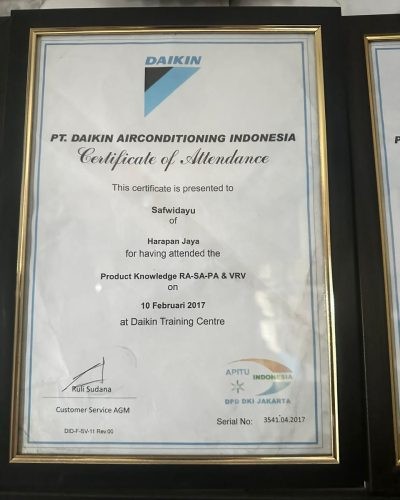 DAIKIN
PT. DAIKIN AIRCONDITIONING INDONESIA
Certificate of Attendance
This certificate is presented to
Safwidayu
of
Harapan Jaya
for having attended the
Product Knowledge RA-SA-PA & VRV
on
10 Februari 2017
at Daikin Training Centre
Ruli Sudana
Customer Service AGM
DID-F-SV-11 Rev.00
APITU
INDONESIA
DPD DKI JAKARTA
Serial No: 3541.04.2017
P